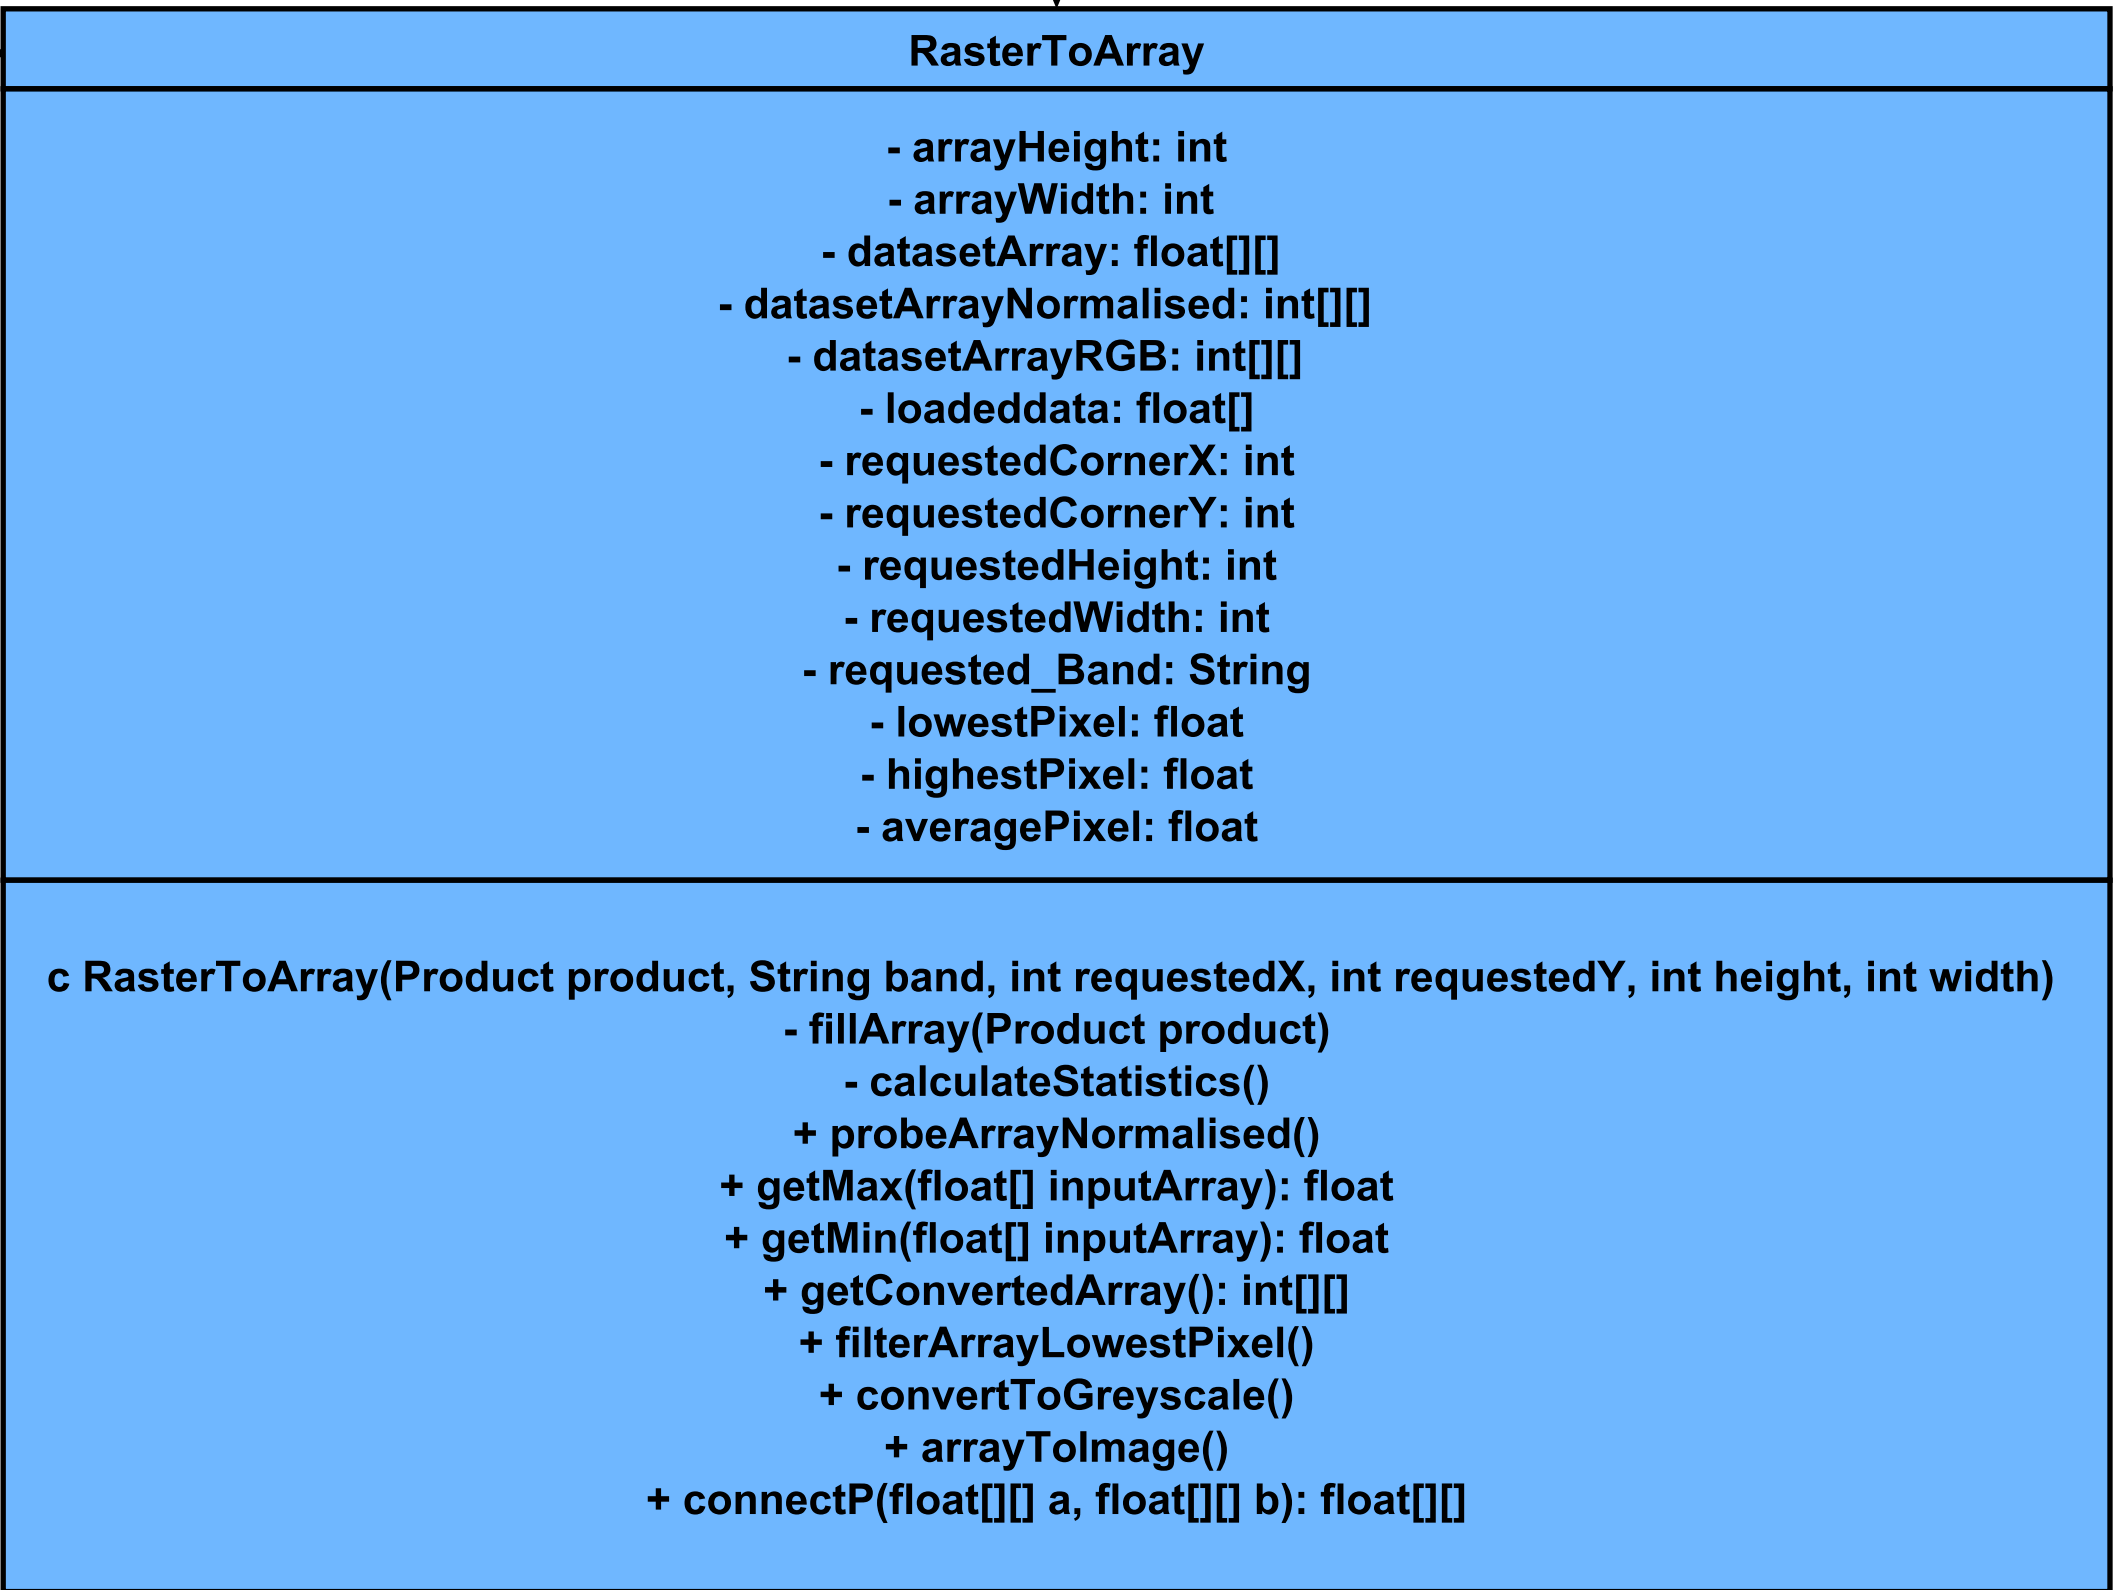 RasterToArray
- arrayHeight: int
- arrayWidth: int
- datasetArray: float[][]
- datasetArrayNormalised: int[][]
- datasetArrayRGB: int[][]
- loadeddata: float[]
- requestedCornerX: int
- requestedCornerY: int
- requestedHeight: int
- requestedWidth: int
- requested_Band: String
- lowestPixel: float
- highestPixel: float
- averagePixel: float
c RasterToArray(Product product, String band, int requestedX, int requestedY, int height, int width)
- fillArray(Product product)
- calculateStatistics()
+ probeArrayNormalised()
+ getMax(float[] inputArray): float
+ getMin(float[] inputArray): float
+ getConvertedArray(): int[][]
+ filterArrayLowestPixel()
+ convertToGreyscale()
+ arrayToImage()
+ connectP(float[][] a, float[][] b): float[][]